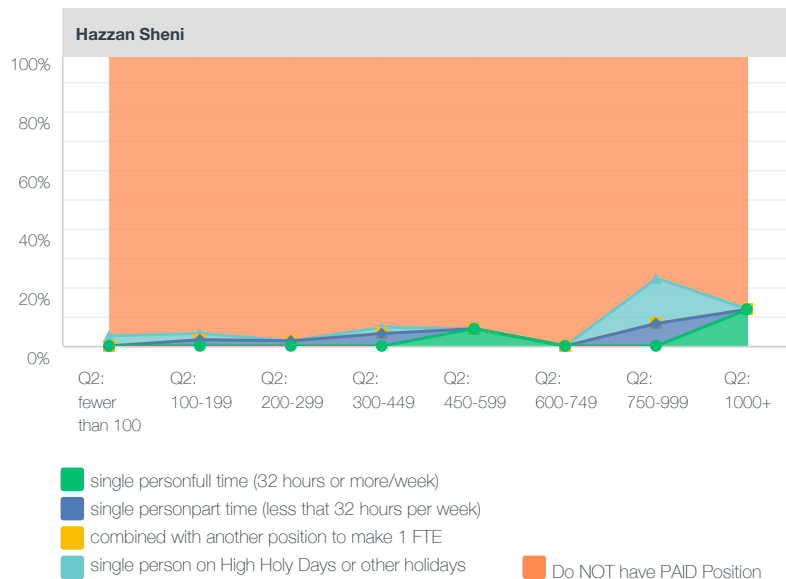 Hazzan Sheni
100%
80%
60%
40%
20%
0%
Q2: Q2: Q2: Q2: Q2: Q2: Q2: Q2:
fewer 100-199 200-299 300-449 450-599 600-749 750-999 1000+
than 100
single personfull time (32 hours or more/week)
single personpart time (less that 32 hours per week)
combined with another position to make 1 FTE
single person on High Holy Days or other holidays
Do NOT have PAID Position